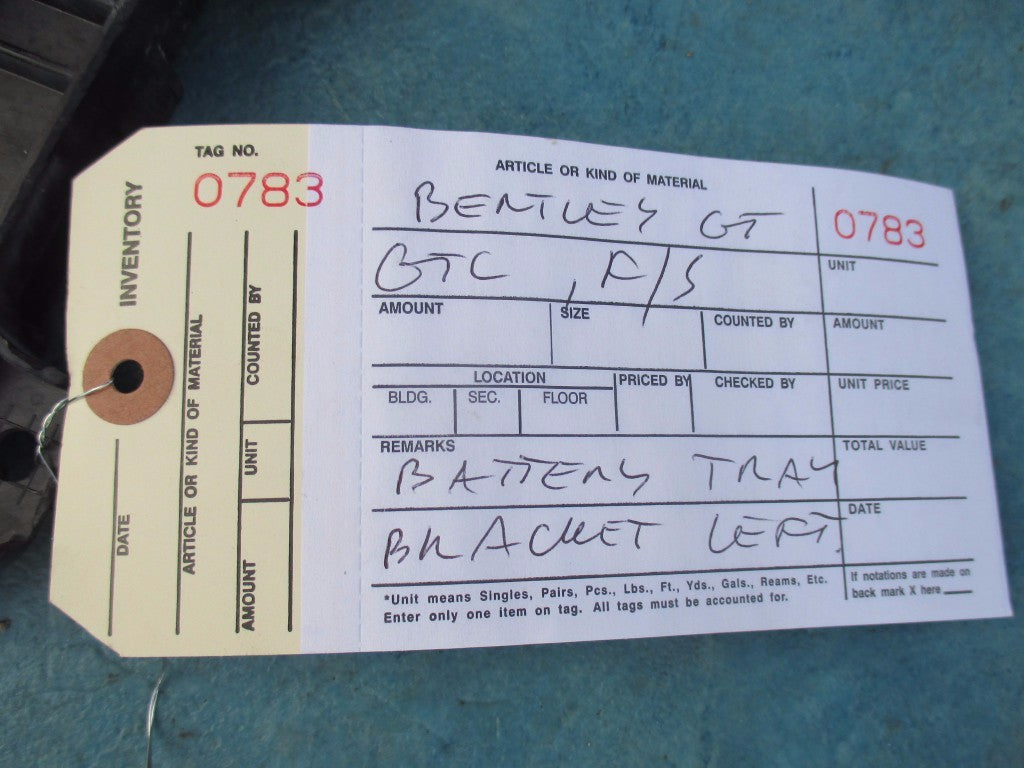 TAG NO.
0783
INVENTORY
DATE
ARTICLE OR KIND OF MATERIAL
COUNTED BY
UNIT
AMOUNT
ARTICLE OR KIND OF MATERIAL
BENTLEY GT
0783
GTC, F/S
UNIT
AMOUNT
SIZE
COUNTED BY
AMOUNT
LOCATION
PRICED BY
CHECKED BY
UNIT PRICE
BLDG.
SEC.
FLOOR
REMARKS
TOTAL VALUE
BATTERY TRAY
DATE
BRACKET LEFT.
*Unit means Singles, Pairs, Pcs., Lbs., Ft., Yds., Gals., Reams, Etc.
Enter only one item on tag. All tags must be accounted for.
If notations are made on
back mark X here